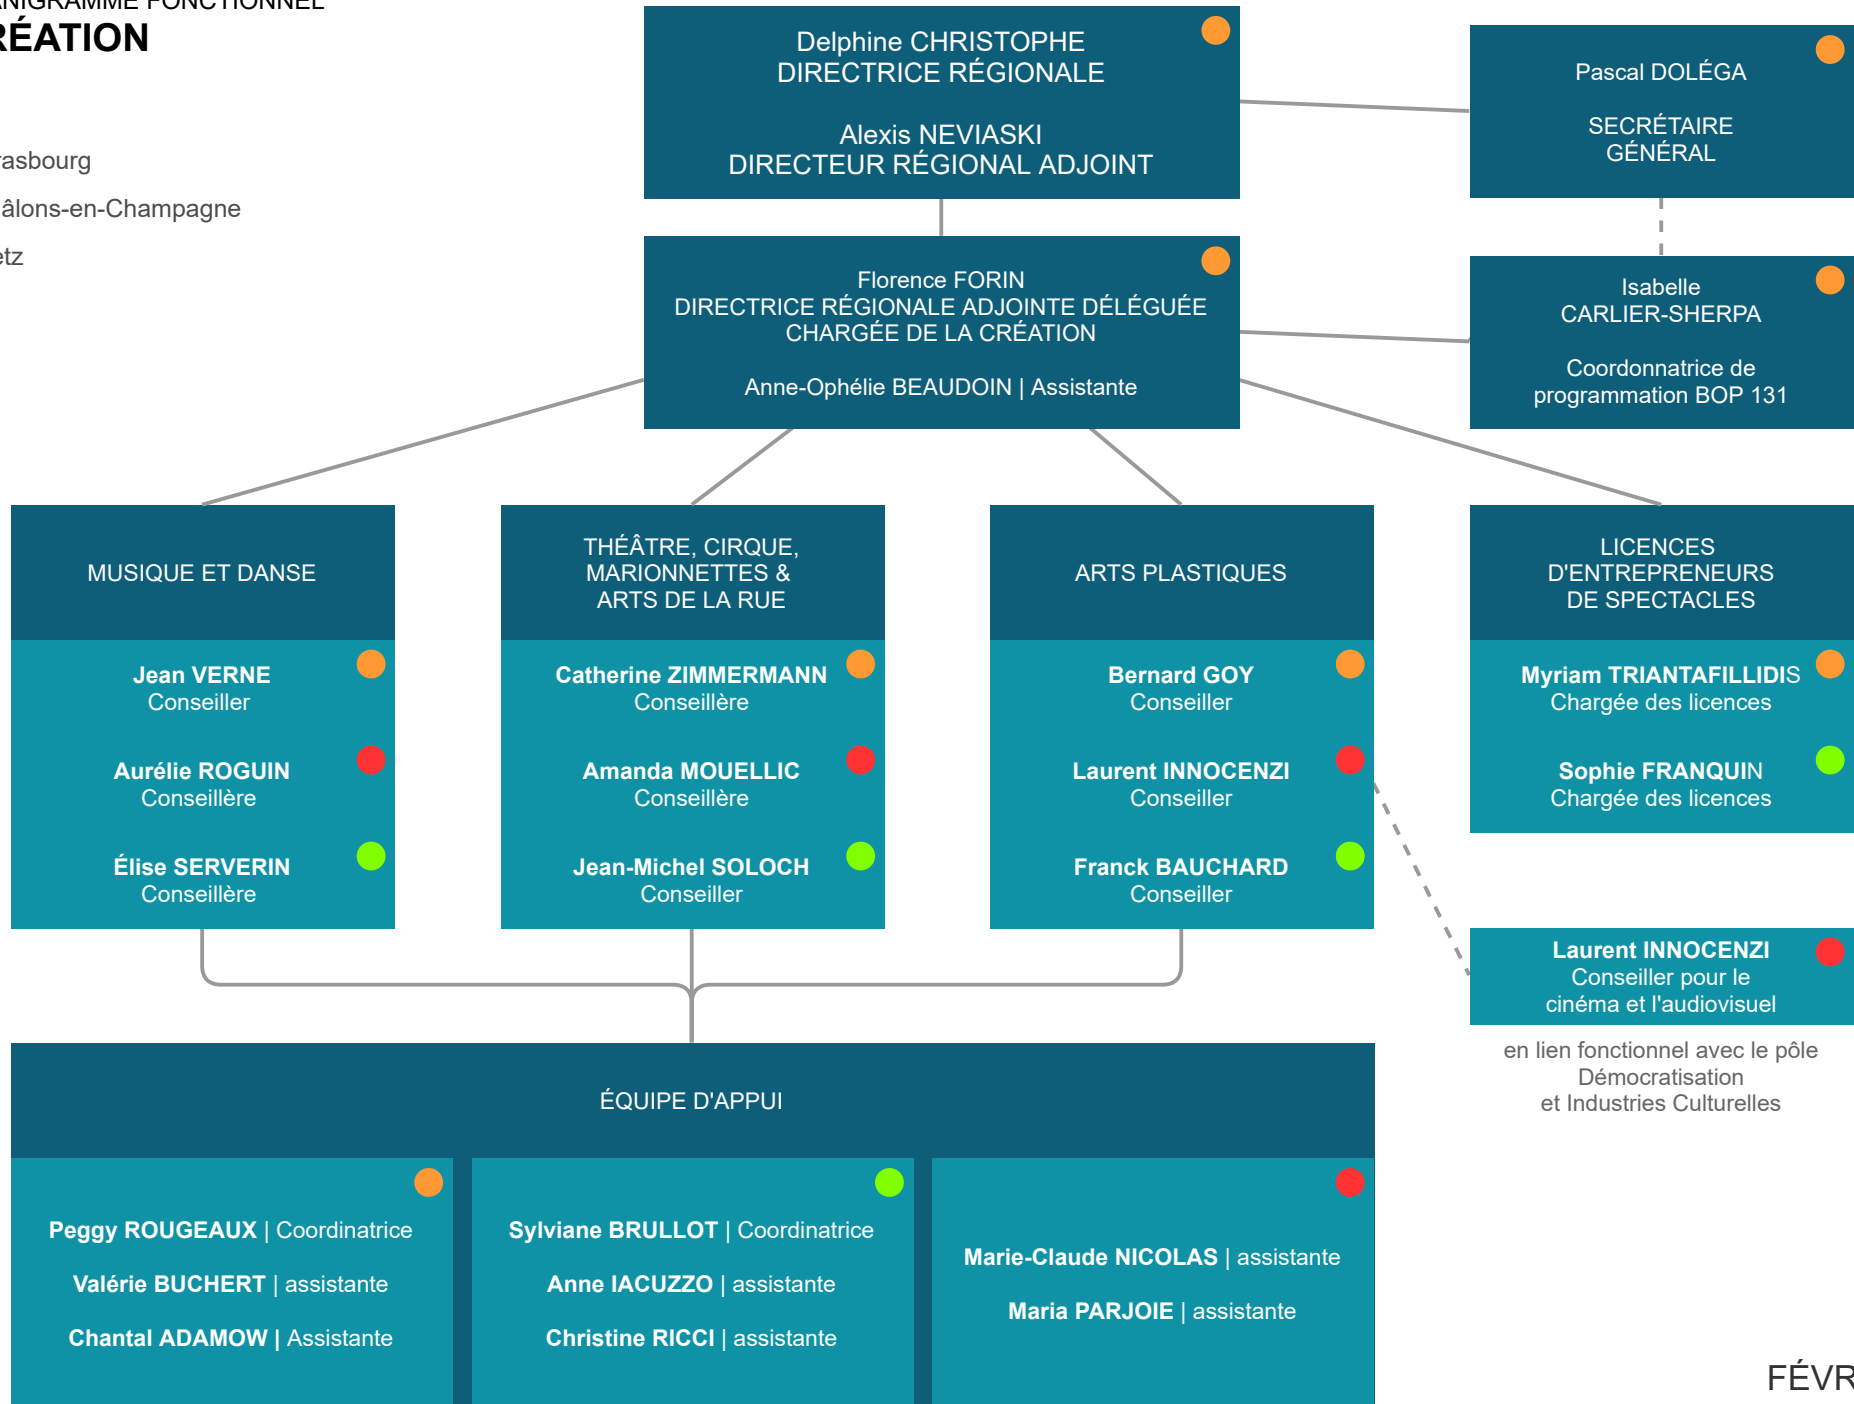 ANIGRAMME FONCTIONNEL
RÉATION
rasbourg
âlons-en-Champagne
etz
Delphine CHRISTOPHE
DIRECTRICE RÉGIONALE
Alexis NEVIASKI
DIRECTEUR RÉGIONAL ADJOINT
Pascal DOLÉGA
SECRÉTAIRE
GÉNÉRAL
Florence FORIN
DIRECTRICE RÉGIONALE ADJOINTE DÉLÉGUÉE
CHARGÉE DE LA CRÉATION
Anne-Ophélie BEAUDOIN | Assistante
Isabelle
CARLIER-SHERPA
Coordonnatrice de
programmation BOP 131
MUSIQUE ET DANSE
Jean VERNE
Conseiller
Aurélie ROGUIN
Conseillère
Élise SERVERIN
Conseillère
THÉÂTRE, CIRQUE,
MARIONNETTES &
ARTS DE LA RUE
Catherine ZIMMERMANN
Conseillère
Amanda MOUELLIC
Conseillère
Jean-Michel SOLOCH
Conseiller
ARTS PLASTIQUES
Bernard GOY
Conseiller
Laurent INNOCENZI
Conseiller
Franck BAUCHARD
Conseiller
LICENCES
D'ENTREPRENEURS
DE SPECTACLES
Myriam TRIANTAFILLIDIS
Chargée des licences
Sophie FRANQUIN
Chargée des licences
Laurent INNOCENZI
Conseiller pour le
cinéma et l'audiovisuel
en lien fonctionnel avec le pôle
Démocratisation
et Industries Culturelles
ÉQUIPE D'APPUI
Peggy ROUGEAUX | Coordinatrice
Valérie BUCHERT | assistante
Chantal ADAMOW | Assistante
Sylviane BRULLOT | Coordinatrice
Anne IACUZZO | assistante
Christine RICCI | assistante
Marie-Claude NICOLAS | assistante
Maria PARJOIE | assistante
FÉVR